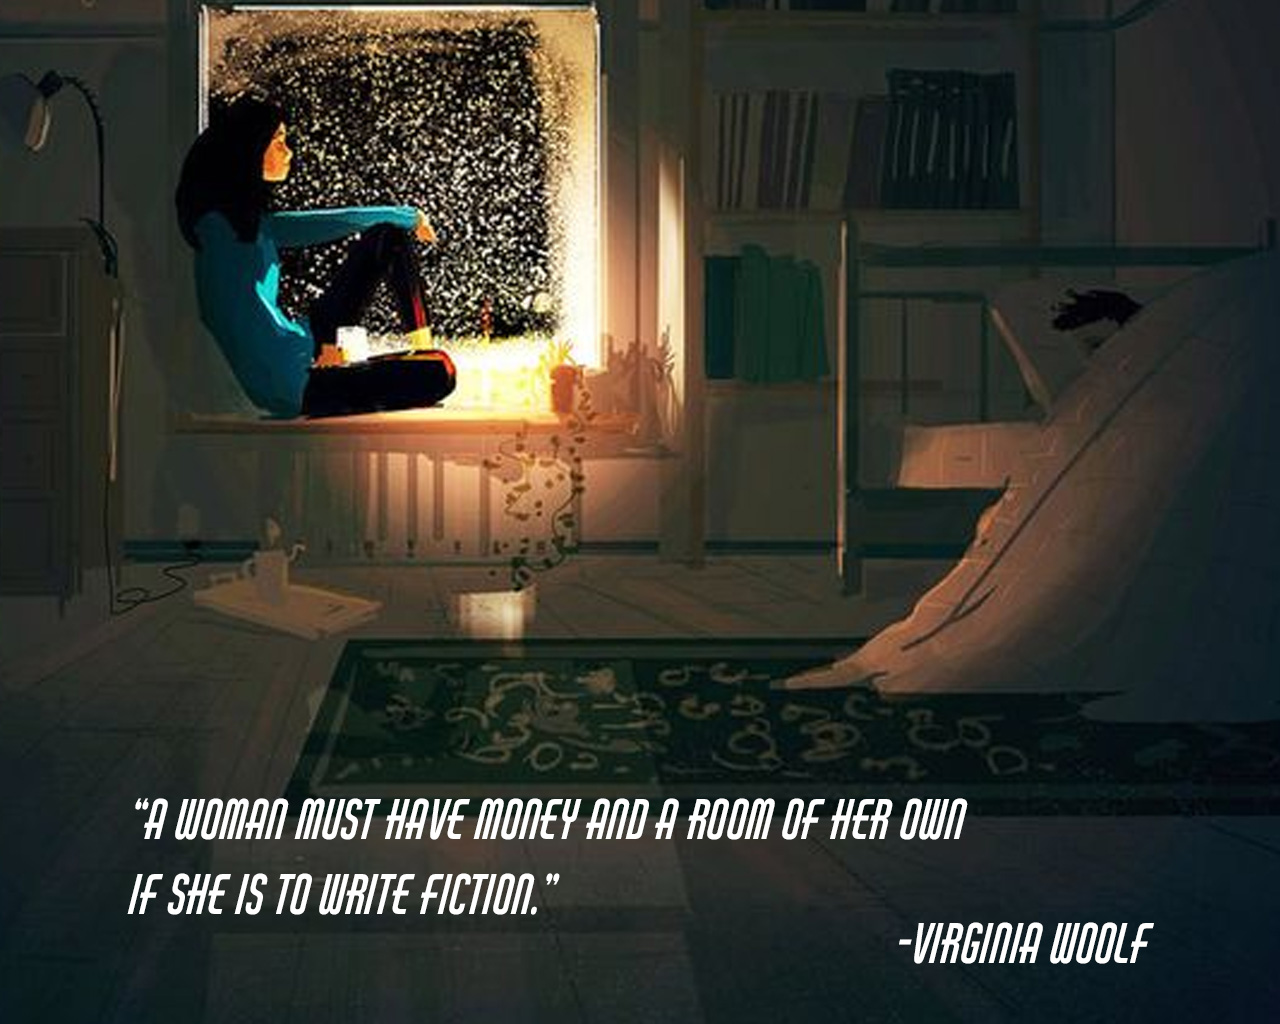 “A WOMAN MUST HAVE MONEY AND A ROOM OF HER OWN
IF SHE IS TO WRITE FICTION.”
-VIRGINIA WOOLF